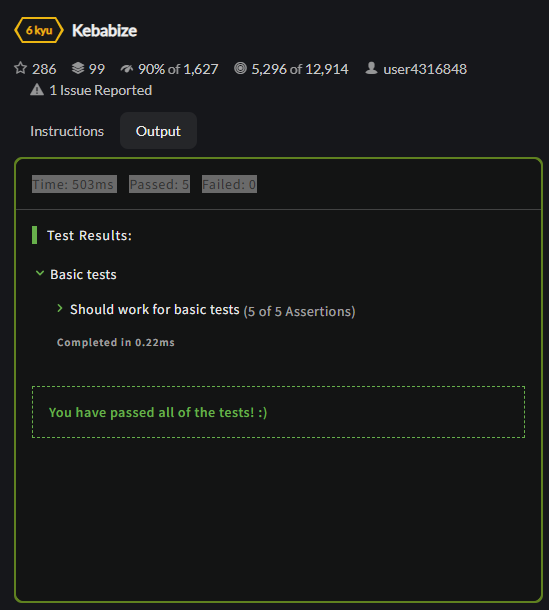 6 kyu Kebabize
286 99 90% of 1,627 5,296 of 12,914 user4316848
1 Issue Reported
Instructions Output
Time: 503ms Passed: 5 Failed: 0
Test Results:
Basic tests
Should work for basic tests (5 of 5 Assertions)
Completed in 0.22ms
You have passed all of the tests! :)